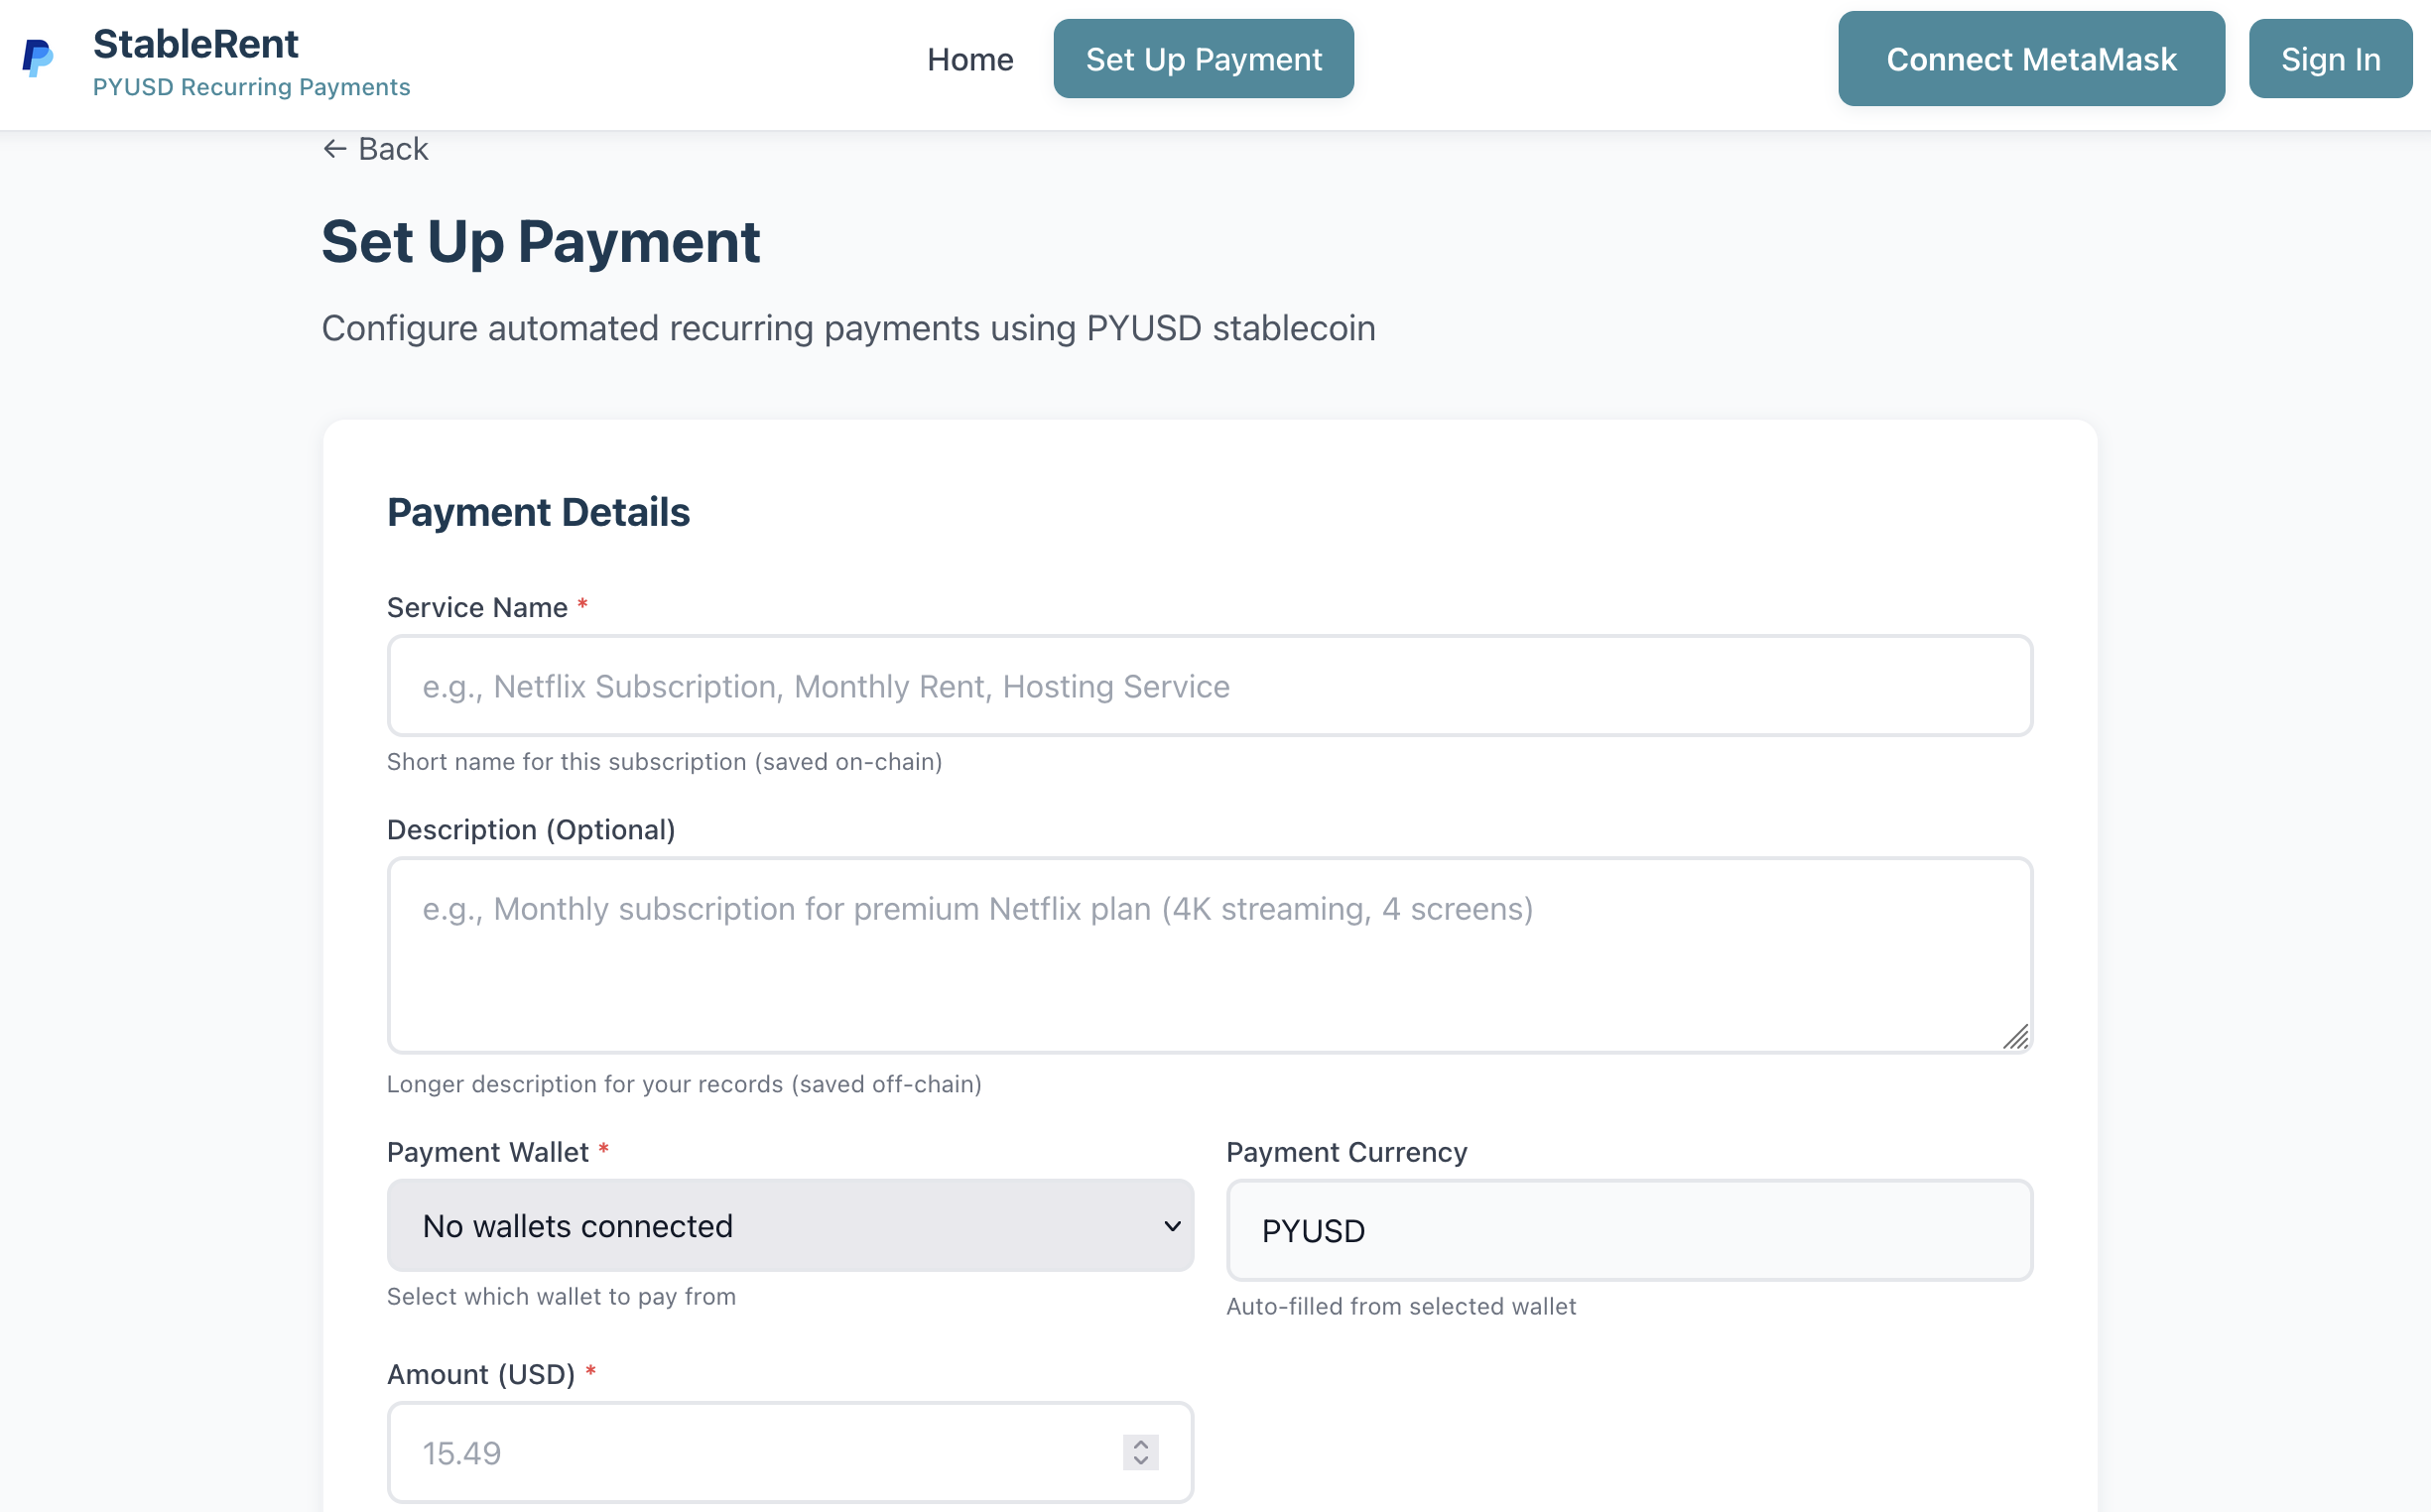 StableRent
PYUSD Recurring Payments
Home
Set Up Payment
Connect MetaMask
Sign In
← Back
Set Up Payment
Configure automated recurring payments using PYUSD stablecoin
Payment Details
Service Name *
e.g., Netflix Subscription, Monthly Rent, Hosting Service
Short name for this subscription (saved on-chain)
Description (Optional)
e.g., Monthly subscription for premium Netflix plan (4K streaming, 4 screens)
Longer description for your records (saved off-chain)
Payment Wallet *
Payment Currency
No wallets connected
PYUSD
Select which wallet to pay from
Auto-filled from selected wallet
Amount (USD) *
15.49